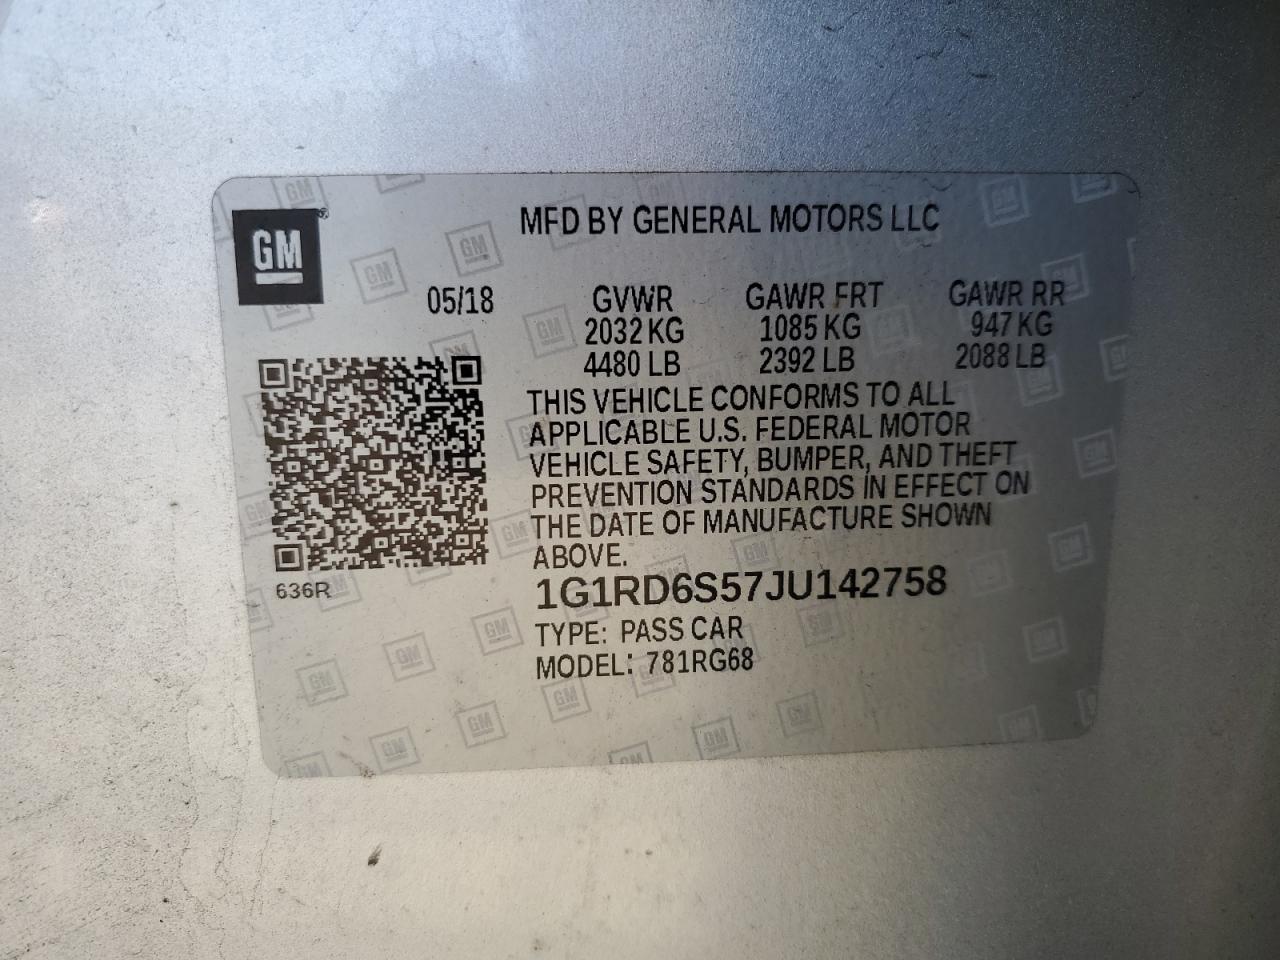 GM
MFD BY GENERAL MOTORS LLC
05/18 GVWR GAWR FRT GAWR RR
2032 KG 1085 KG 947 KG
4480 LB 2392 LB 2088 LB
THIS VEHICLE CONFORMS TO ALL
APPLICABLE U.S. FEDERAL MOTOR
VEHICLE SAFETY, BUMPER, AND THEFT
PREVENTION STANDARDS IN EFFECT ON
THE DATE OF MANUFACTURE SHOWN
ABOVE.
636R
1G1RD6S57JU142758
TYPE: PASS CAR
MODEL: 781RG68